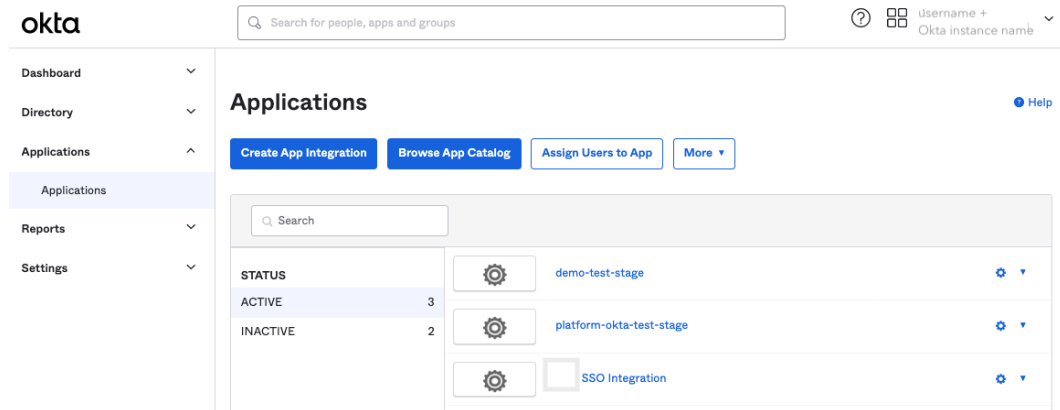 okta
Search for people, apps and groups
username +
Okta instance name
Dashboard
Directory
Applications
Applications
Reports
Settings
Applications
Help
Create App Integration
Browse App Catalog
Assign Users to App
More
Search
STATUS
ACTIVE 3
INACTIVE 2
demo-test-stage
platform-okta-test-stage
SSO Integration